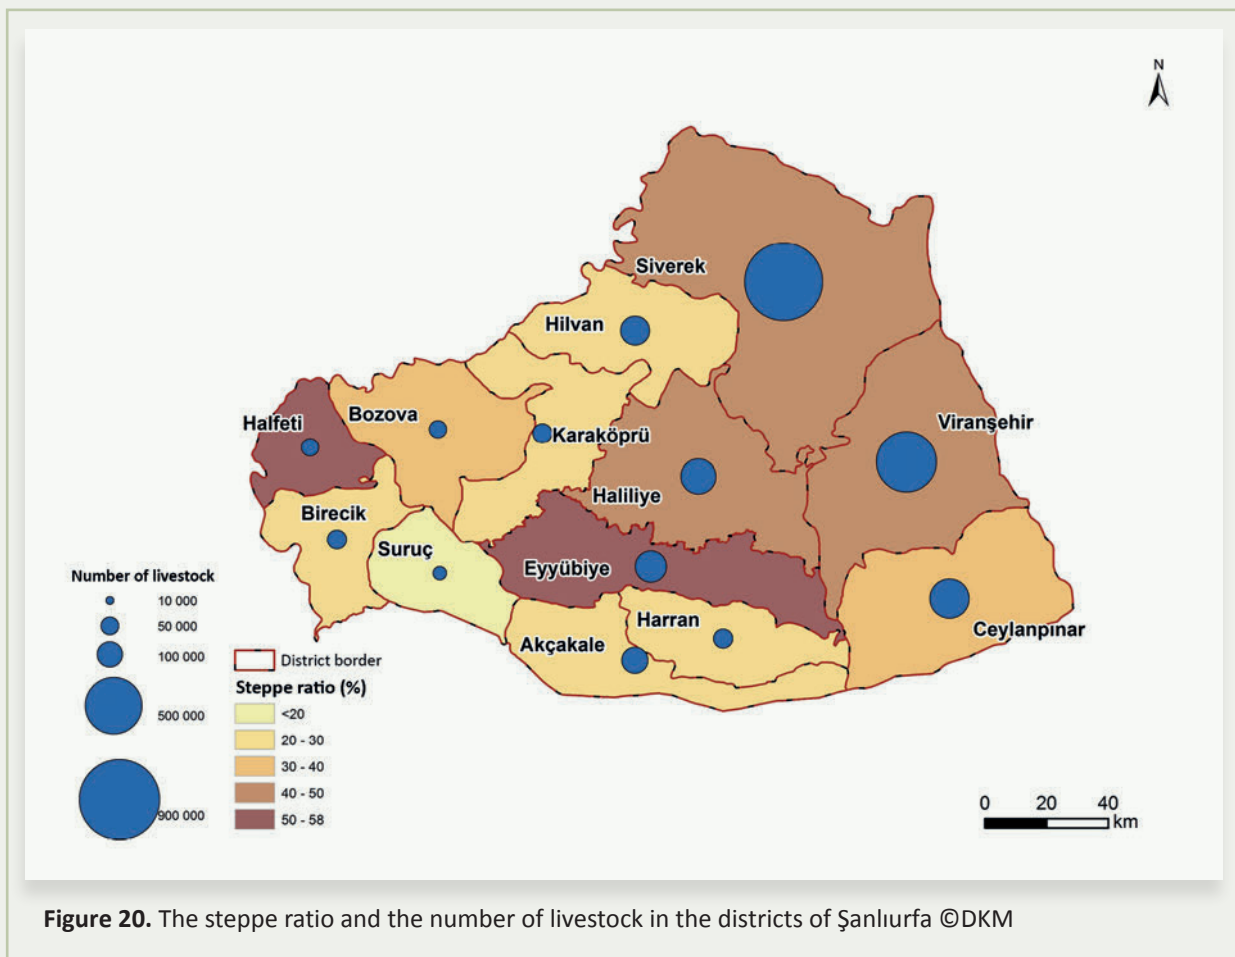 N
Siverek
Hilvan
Halfeti
Bozova
Karaköprü
Viranşehir
Haliliye
Birecik
Suruç
Eyyübiye
Harran
Akçakale
Ceylanpınar
Number of livestock
10 000
50 000
100 000
500 000
900 000
District border
Steppe ratio (%)
<20
20 - 30
30 - 40
40 - 50
50 - 58
0 20 40
km
Figure 20. The steppe ratio and the number of livestock in the districts of Şanlıurfa ©DKM